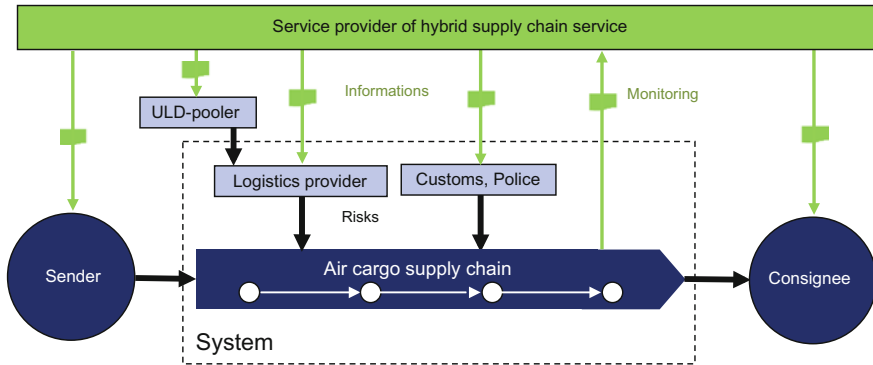 Service provider of hybrid supply chain service
Informations
Monitoring
ULD-pooler
Logistics provider
Customs, Police
Risks
Sender
Air cargo supply chain
Consignee
System